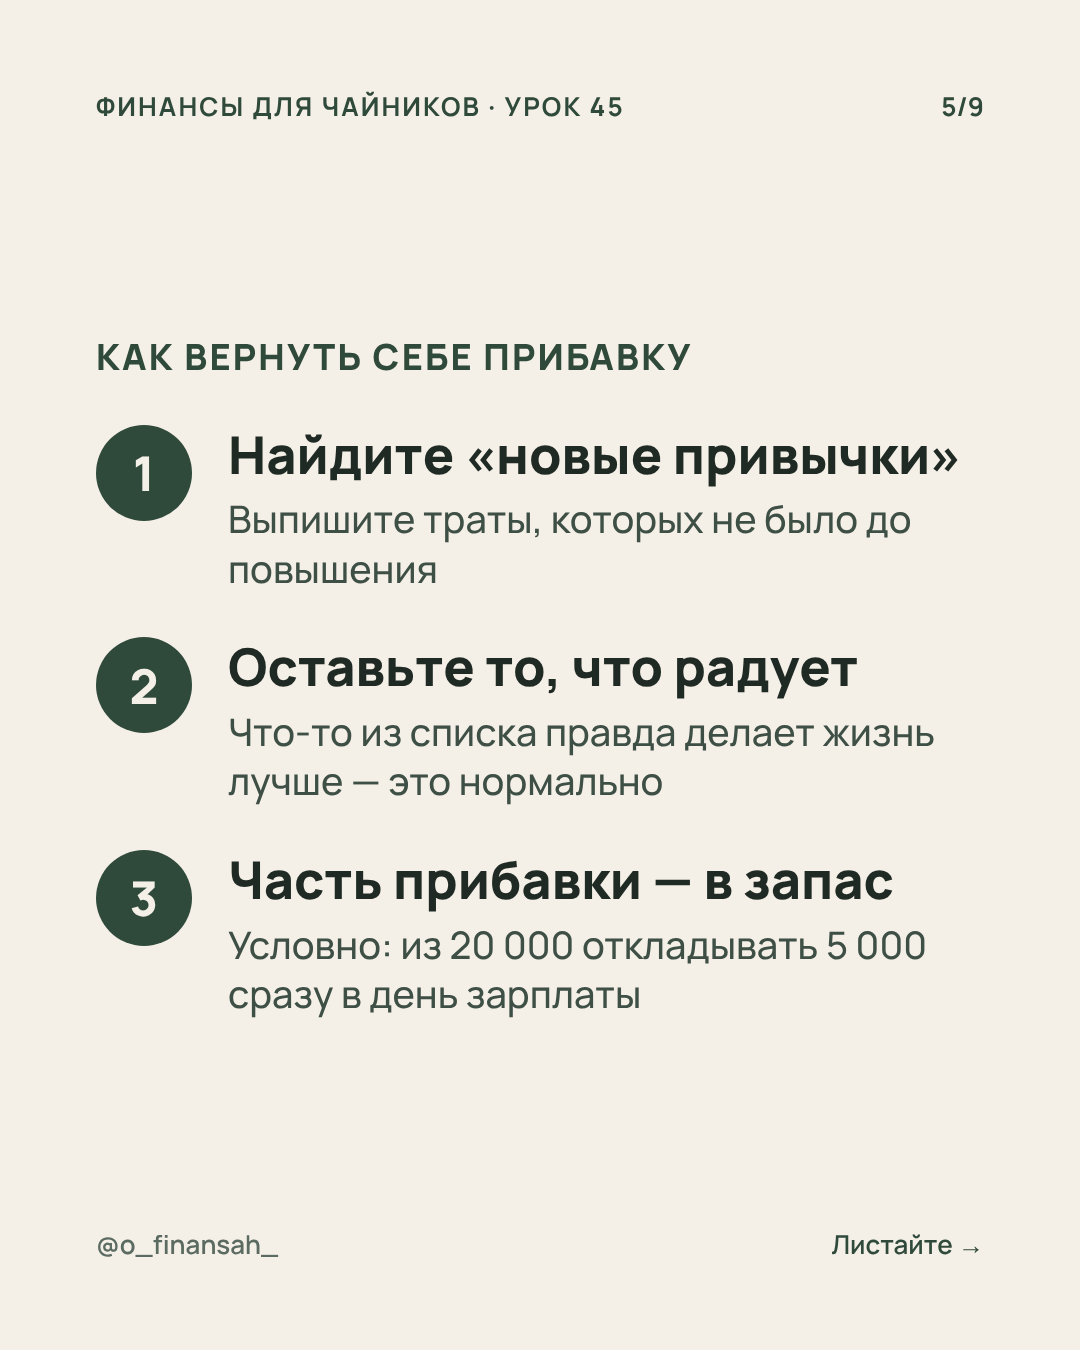 ФИНАНСЫ ДЛЯ ЧАЙНИКОВ · УРОК 45
5/9
КАК ВЕРНУТЬ СЕБЕ ПРИБАВКУ
1
Найдите «новые привычки»
Выпишите траты, которых не было до
повышения
2
Оставьте то, что радует
Что-то из списка правда делает жизнь
лучше — это нормально
3
Часть прибавки — в запас
Условно: из 20 000 откладывать 5 000
сразу в день зарплаты
@o_finansah_
Листайте →